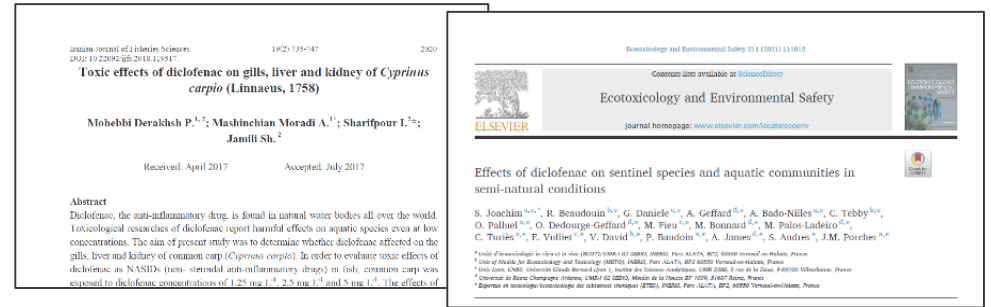 Iranian Journal of Fisheries Sciences 19(2) 735-747 2020
DOI: 10.22092/ijfs.2018.119517.
Toxic effects of diclofenac on gills, liver and kidney of Cyprinus
carpio (Linnaeus, 1758)
Mohebbi Derakhsh P.1, 2; Mashinchian Moradi A.1; Sharifpour I.2*;
Jamili Sh. 2
Received: April 2017 Accepted: July 2017
Abstract
Diclofenac, the anti-inflammatory drug, is found in natural water bodies all over the world.
Toxicological researches of diclofenac report harmful effects on aquatic species even at low
concentrations. The aim of present study was to determine whether diclofenac affected on the
gills, liver and kidney of common carp (Cyprinus carpio). In order to evaluate toxic effects of
diclofenac as NASIDs (non- steroidal anti-inflammatory drugs) in fish, common carp was
exposed to diclofenac concentrations of 1.25 mg L-1, 2.5 mg L-1 and 5 mg L-1. The effects of
Ecotoxicology and Environmental Safety 211 (2021) 111812
Contents lists available at ScienceDirect
Ecotoxicology and Environmental Safety
journal homepage: www.elsevier.com/locate/ecoenv
ELSEVIER
Effects of diclofenac on sentinel species and aquatic communities in
semi-natural conditions
S. Joachim a,e,*, R. Beaudouin b,e, G. Daniele c,e, A. Geffard d,e, A. Bado-Nilles a,e, C. Tebby b,e,
O. Palluel a,e, O. Dedourge-Geffard d,e, M. Fieu c,e, M. Bonnard d,e, M. Palos-Ladeiro d,e,
C. Turiès a,e, E. Vulliet c,e, V. David b,e, P. Baudoin a,e, A. James d,e, S. Andres e, J.M. Porcher a,e